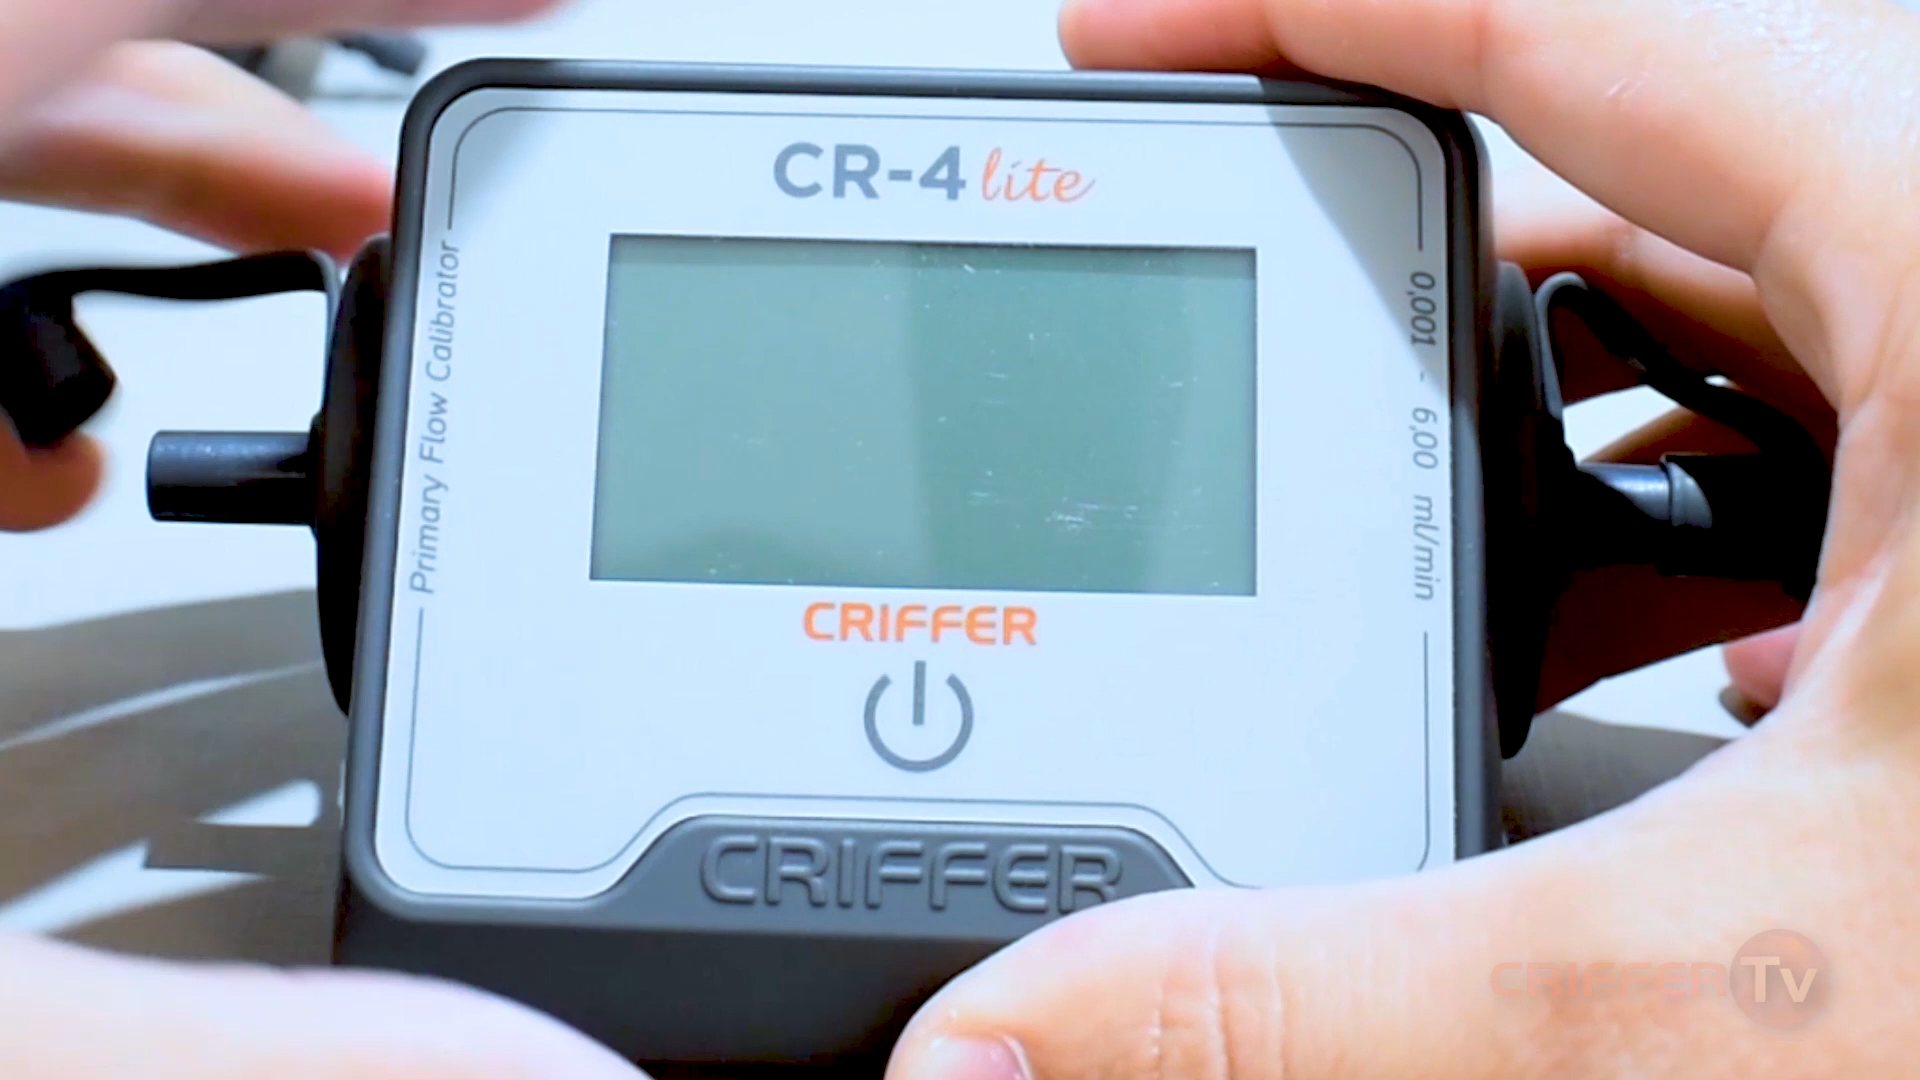 CR-4 lite
Primary Flow Calibrator
0,001 - 6,00 ml/min
CRIFFER
CRIFFER
CRIFFER Tv